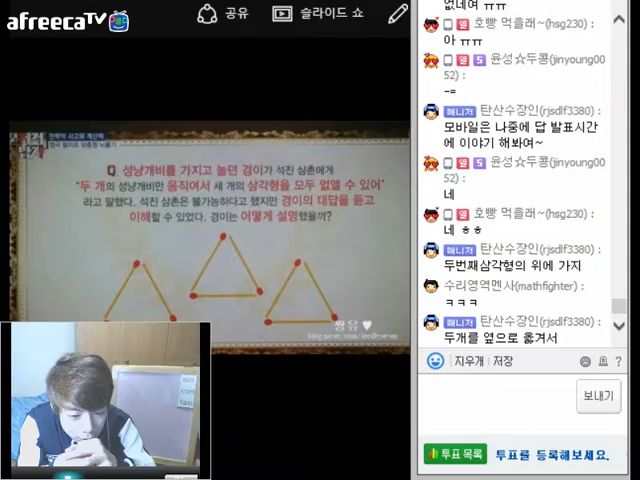 afreecaTV
공유
슬라이드 쇼
Q. 성냥개비를 가지고 놀던 경이가 석진 삼촌에게
"두 개의 성냥개비만 움직여서 세 개의 삼각형을 모두 없앨 수 있어"
라고 말했다. 석진 삼촌은 불가능하다고 했지만 경이의 대답을 듣고
이해할 수 있었다. 경이는 어떻게 설명했을까?
찡유 ♥
sin
cos
tan
없네여 ㅠㅠ
호빵 먹을래~(hsg230) :
아 ㅠㅠ
윤성☆두콩(jinyoung00
52) :
-=
매니저 탄산수장인(rjsdlf3380) :
모바일은 나중에 답 발표시간
에 이야기 해봐여~
윤성☆두콩(jinyoung00
52) :
네
호빵 먹을래~(hsg230) :
네 ㅎㅎ
매니저 탄산수장인(rjsdlf3380) :
두번째삼각형의 위에 가지
수리영역멘사(mathfighter) :
ㅋㅋㅋ
매니저 탄산수장인(rjsdlf3380) :
두개를 옆으로 옮겨서
지우개 저장
보내기
투표 목록
투표를 등록해보세요.